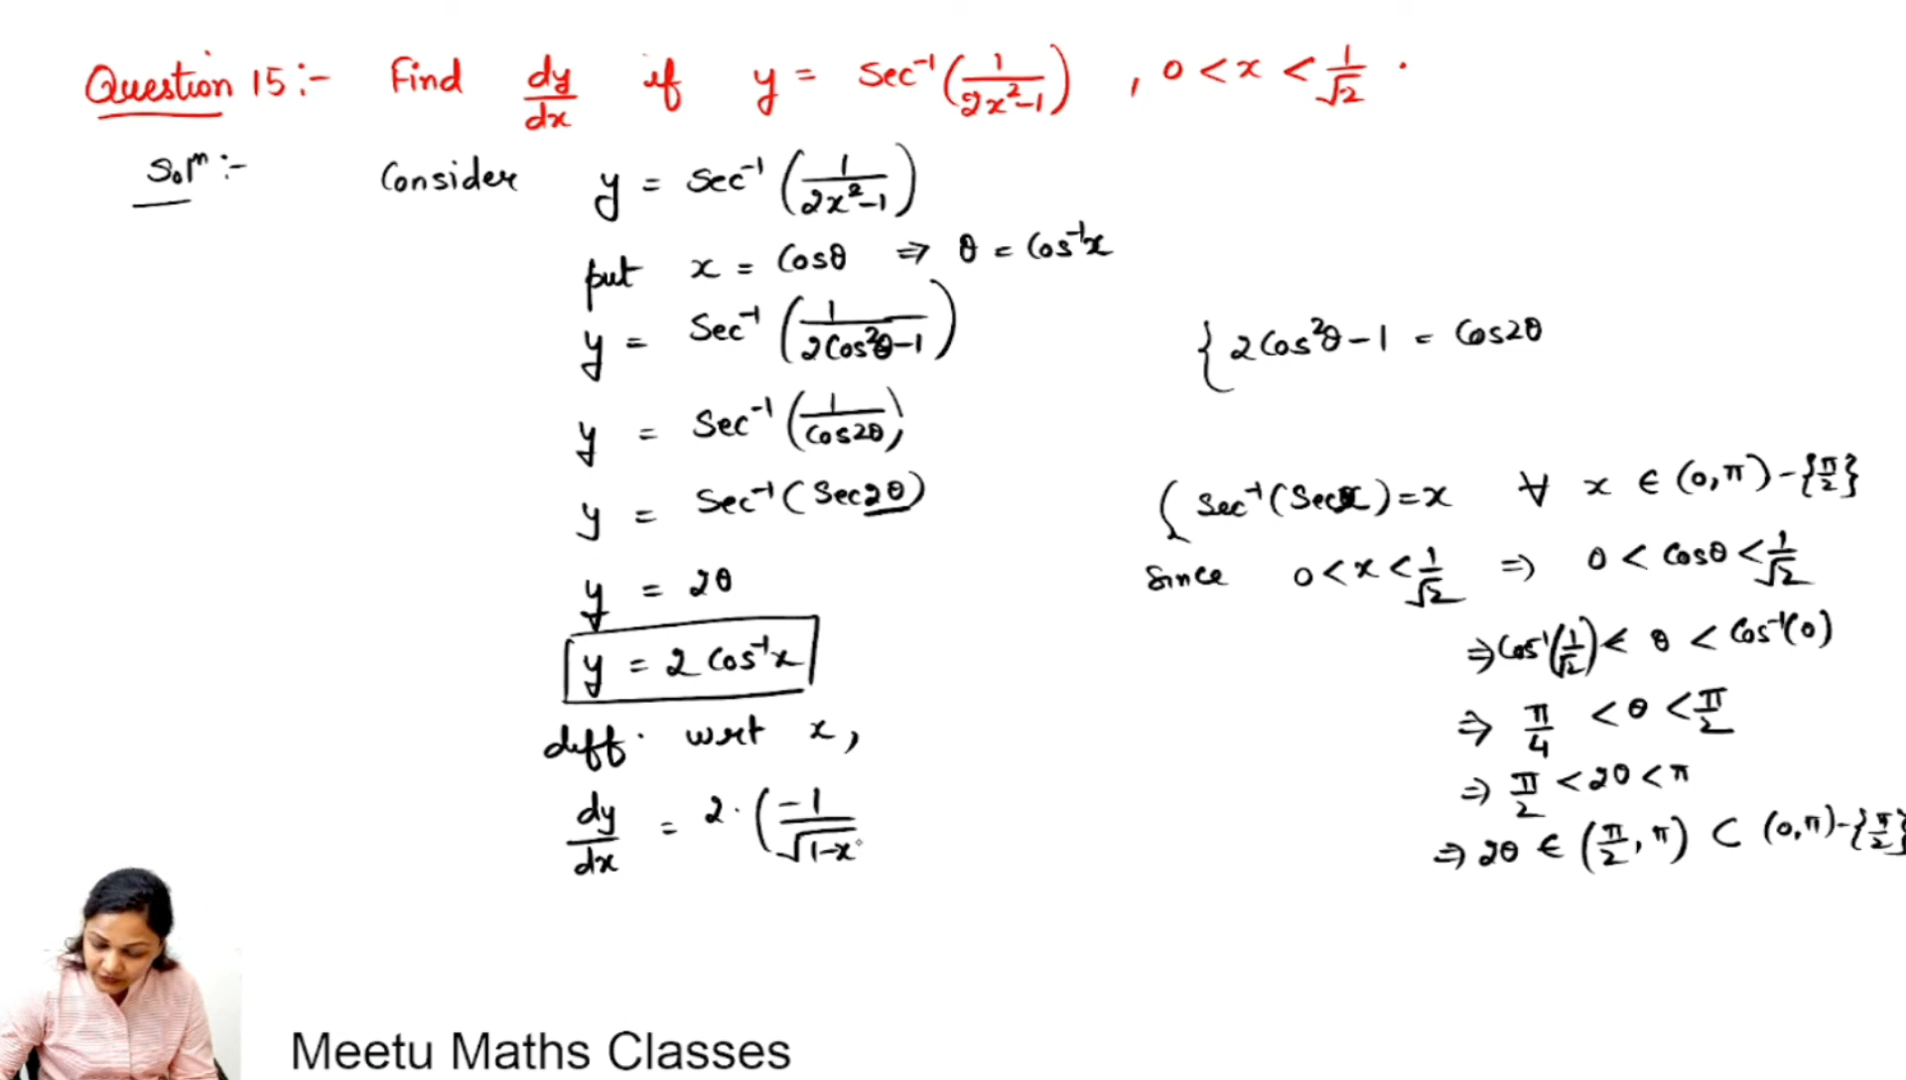 Question 15:- Find dy/dx if y = sec⁻¹(1/(2x²-1)) , 0 < x < 1/√2 .
Solⁿ:- Consider y = sec⁻¹(1/(2x²-1))
put x = Cosθ ⇒ θ = Cos⁻¹x
y = Sec⁻¹(1/(2Cos²θ-1)) { 2Cos²θ-1 = Cos2θ
y = Sec⁻¹(1/Cos2θ)
y = Sec⁻¹(Sec2θ) (Sec⁻¹(Secx)=x ∀ x ∈ (0,π)-{π/2}
y = 2θ
y = 2 Cos⁻¹x
diff. wrt x,
dy/dx = 2·(-1/√1-x
Since 0<x<1/√2 ⇒ 0 < Cosθ < 1/√2
⇒ Cos⁻¹(1/√2) < θ < Cos⁻¹(0)
⇒ π/4 < θ < π/2
⇒ π/2 < 2θ < π
⇒ 2θ ∈ (π/2, π) ⊂ (0,π)-{π/2}
Meetu Maths Classes